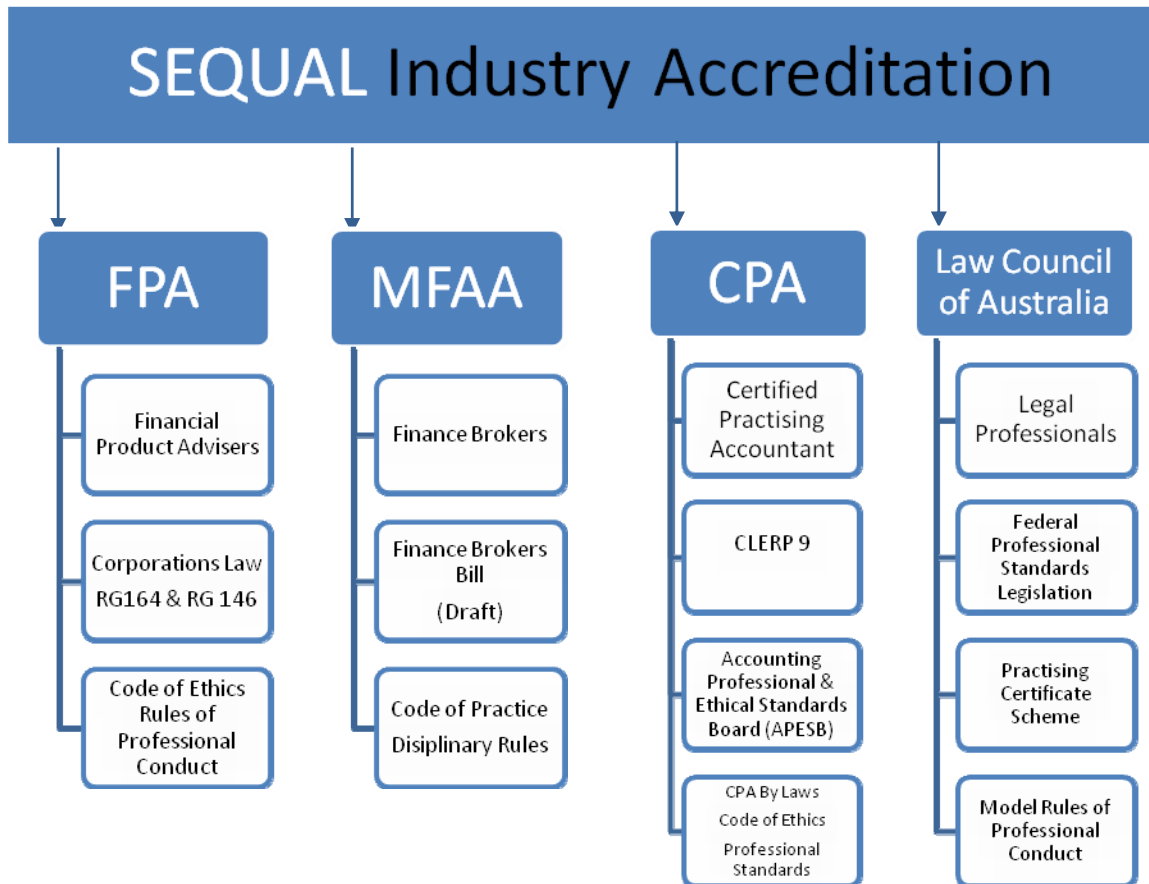 SEQUAL Industry Accreditation
FPA
Financial
Product Advisers
Corporations Law
RG164 & RG 146
Code of Ethics
Rules of
Professional
Conduct
MFAA
Finance Brokers
Finance Brokers
Bill
(Draft)
Code of Practice
Disiplinary Rules
CPA
Certified
Practising
Accountant
CLERP 9
Accounting
Professional &
Ethical Standards
Board (APESB)
CPA By Laws
Code of Ethics
Professional
Standards
Law Council
of Australia
Legal
Professionals
Federal
Professional
Standards
Legislation
Practising
Certificate
Scheme
Model Rules of
Professional
Conduct